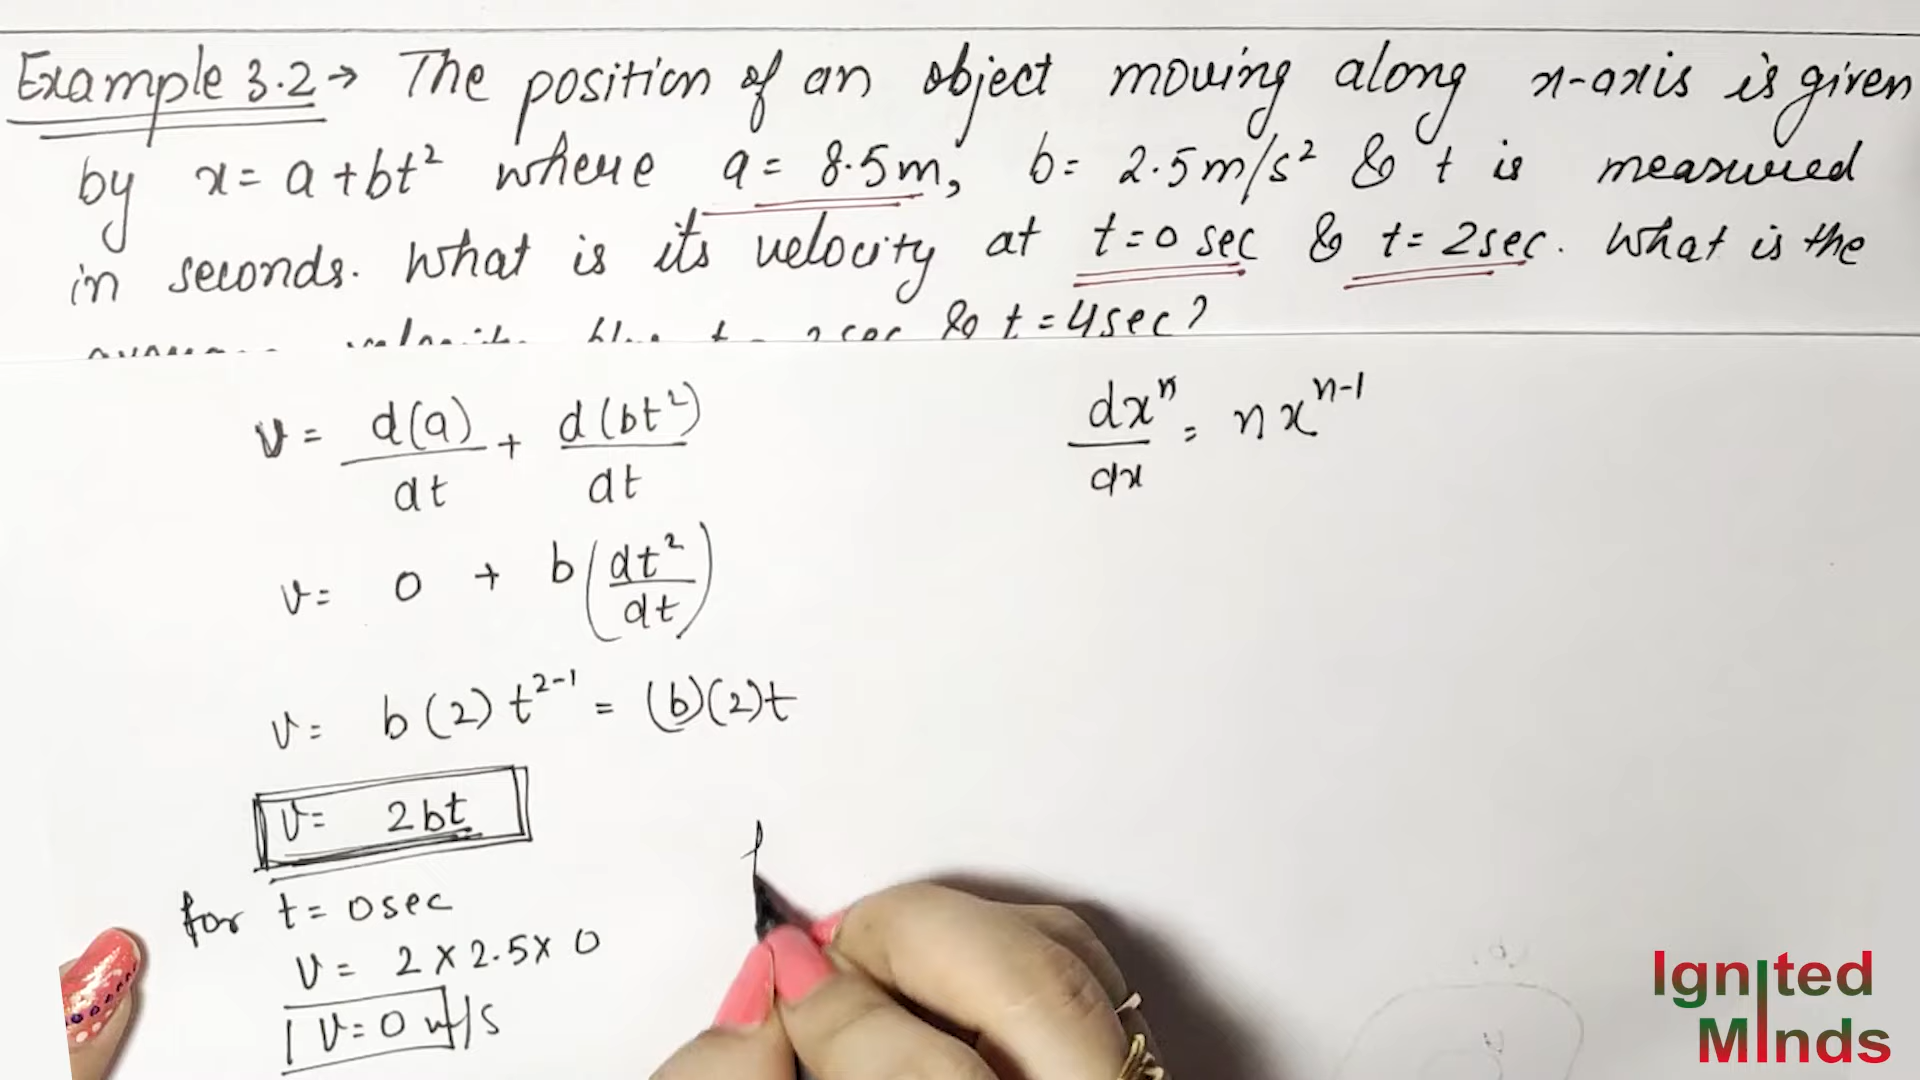 Example 3.2 → The position of an object moving along x-axis is given
by x = a + bt² where a = 8.5m, b = 2.5m/s² & t is measured
in seconds. What is its velocity at t=0 sec & t= 2sec. What is the
& t = 4sec?
v = d(a)/dt + d(bt²)/dt
dxⁿ/dx = nxⁿ⁻¹
v = 0 + b(dt²/dt)
v = b(2)t²⁻¹ = (b)(2)t
v = 2bt
for t = 0sec
v = 2 x 2.5 x 0
v = 0 m/s
Ignited
Minds